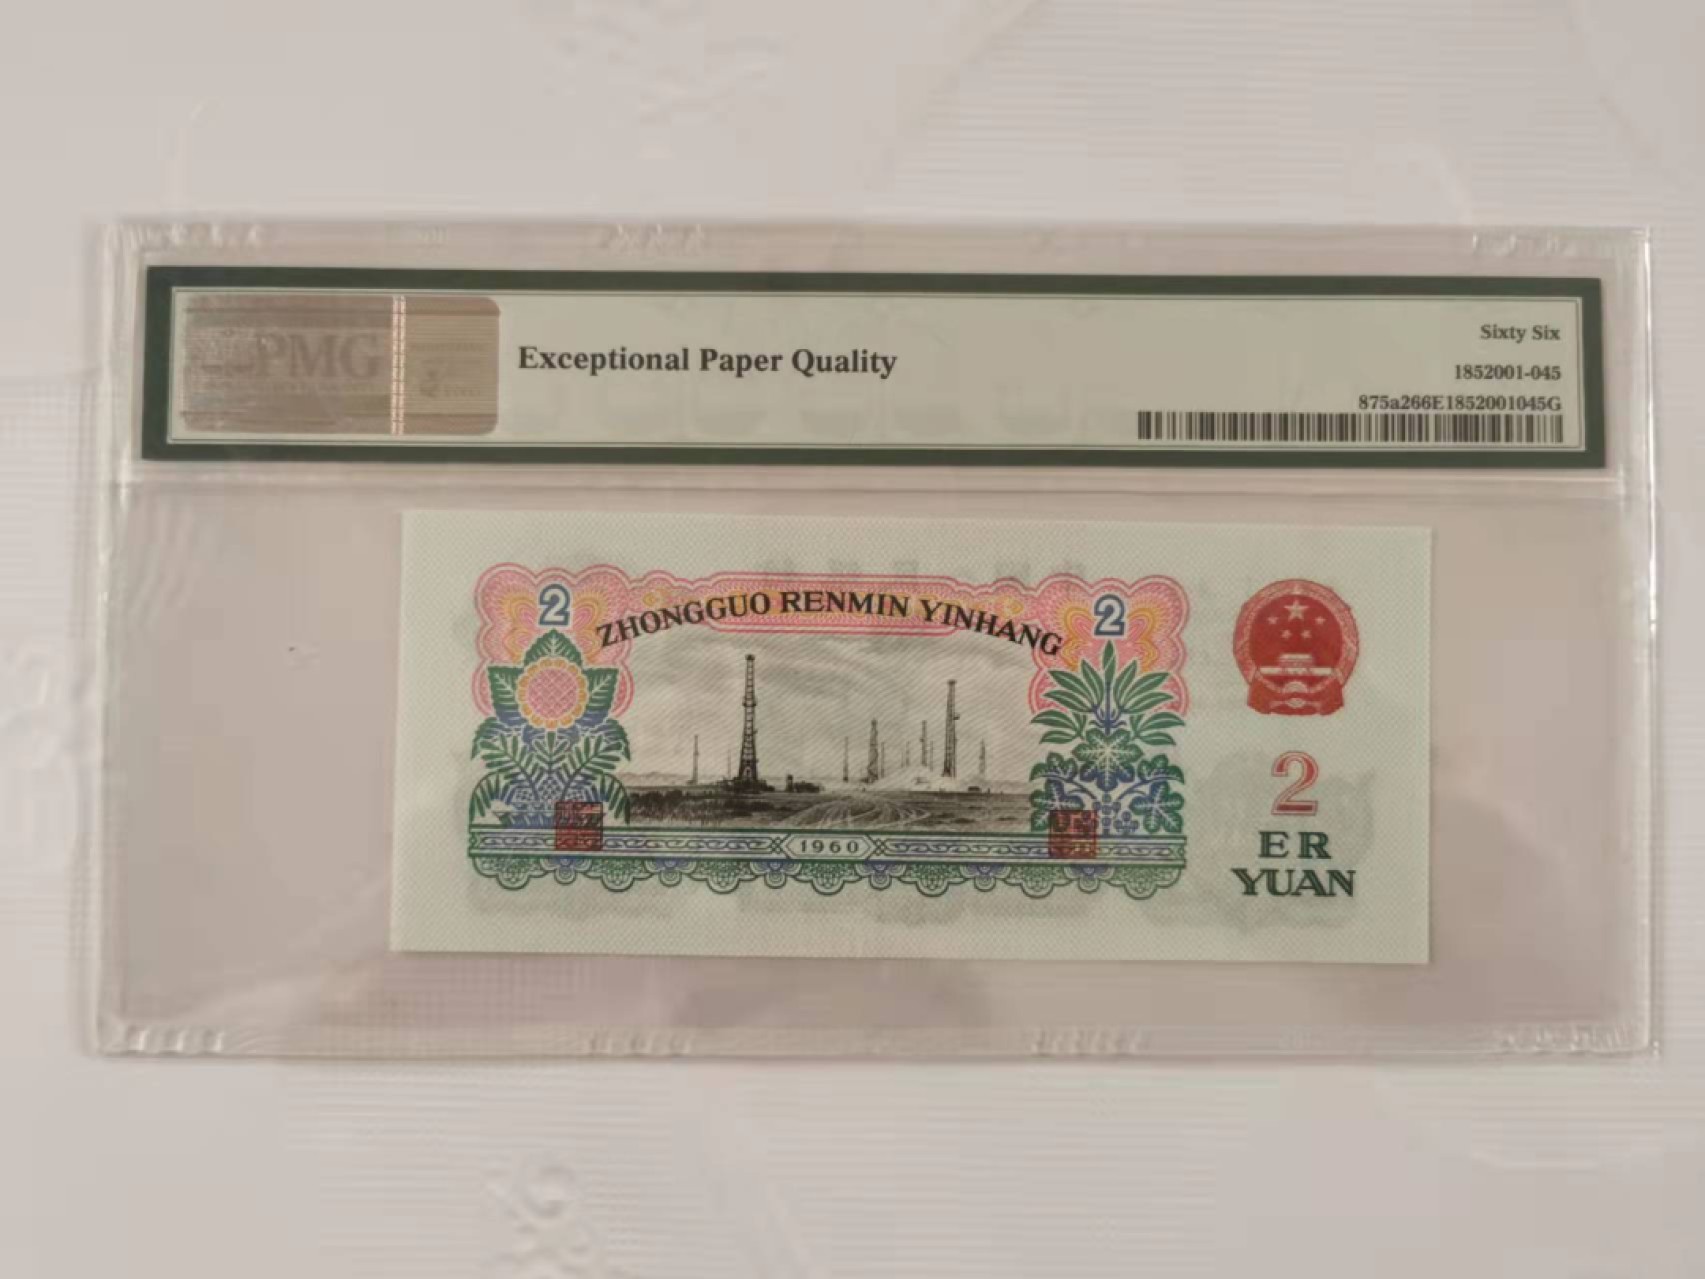 PMG
Exceptional Paper Quality
Sixty Six
1852001-045
875a266E1852001045G
2
ZHONGGUO RENMIN YINHANG
2
1960
2
ER
YUAN